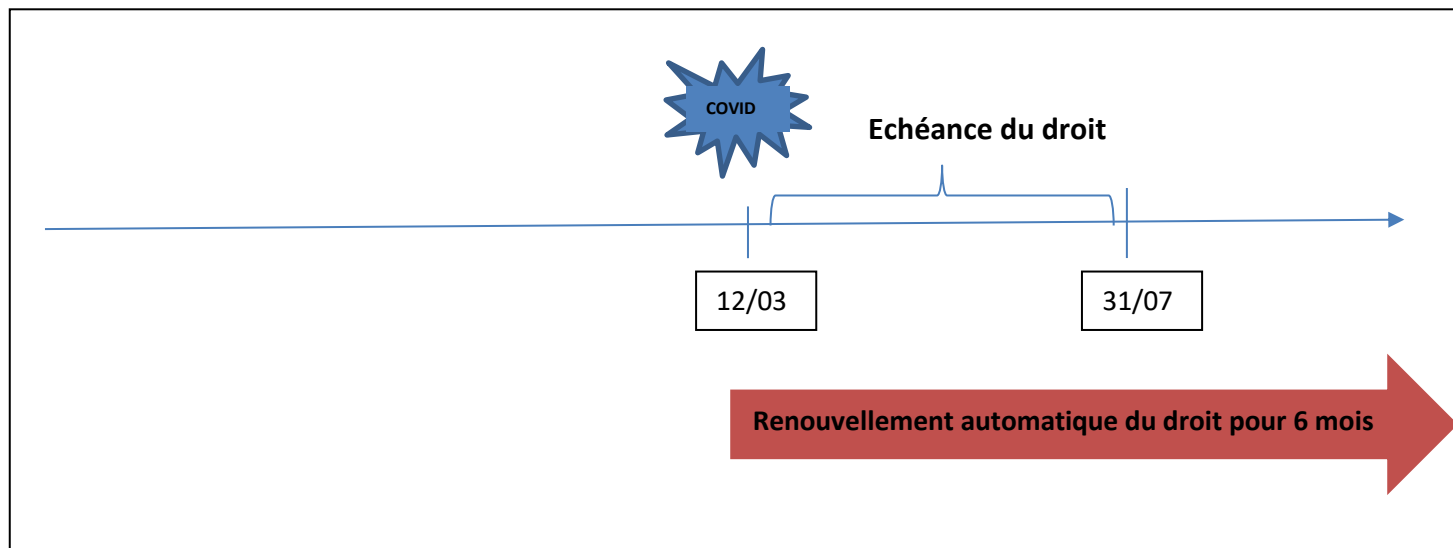 COVID
Echéance du droit
12/03
31/07
Renouvellement automatique du droit pour 6 mois